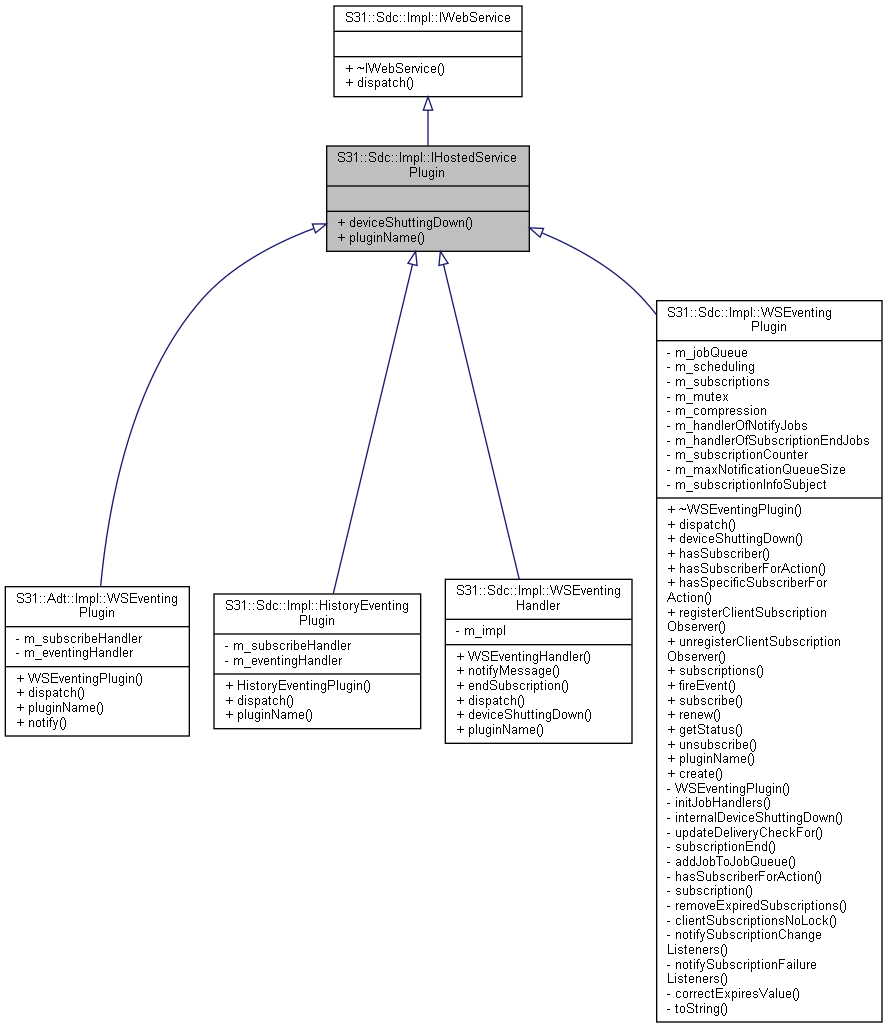 S31::Sdc::Impl::IWebService
+ ~IWebService()
+ dispatch()
S31::Sdc::Impl::IHostedService
Plugin
+ deviceShuttingDown()
+ pluginName()
S31::Adt::Impl::WSEventing
Plugin
- m_subscribeHandler
- m_eventingHandler
+ WSEventingPlugin()
+ dispatch()
+ pluginName()
+ notify()
S31::Sdc::Impl::HistoryEventing
Plugin
- m_subscribeHandler
- m_eventingHandler
+ HistoryEventingPlugin()
+ dispatch()
+ pluginName()
S31::Sdc::Impl::WSEventing
Handler
- m_impl
+ WSEventingHandler()
+ notifyMessage()
+ endSubscription()
+ dispatch()
+ deviceShuttingDown()
+ pluginName()
S31::Sdc::Impl::WSEventing
Plugin
- m_jobQueue
- m_scheduling
- m_subscriptions
- m_mutex
- m_compression
- m_handlerOfNotifyJobs
- m_handlerOfSubscriptionEndJobs
- m_subscriptionCounter
- m_maxNotificationQueueSize
- m_subscriptionInfoSubject
+ ~WSEventingPlugin()
+ dispatch()
+ deviceShuttingDown()
+ hasSubscriber()
+ hasSubscriberForAction()
+ hasSpecificSubscriberFor
Action()
+ registerClientSubscription
Observer()
+ unregisterClientSubscription
Observer()
+ subscriptions()
+ fireEvent()
+ subscribe()
+ renew()
+ getStatus()
+ unsubscribe()
+ pluginName()
+ create()
- WSEventingPlugin()
- initJobHandlers()
- internalDeviceShuttingDown()
- updateDeliveryCheckFor()
- subscriptionEnd()
- addJobToJobQueue()
- hasSubscriberForAction()
- subscription()
- removeExpiredSubscriptions()
- clientSubscriptionsNoLock()
- notifySubscriptionChange
Listeners()
- notifySubscriptionFailure
Listeners()
- correctExpiresValue()
- toString()